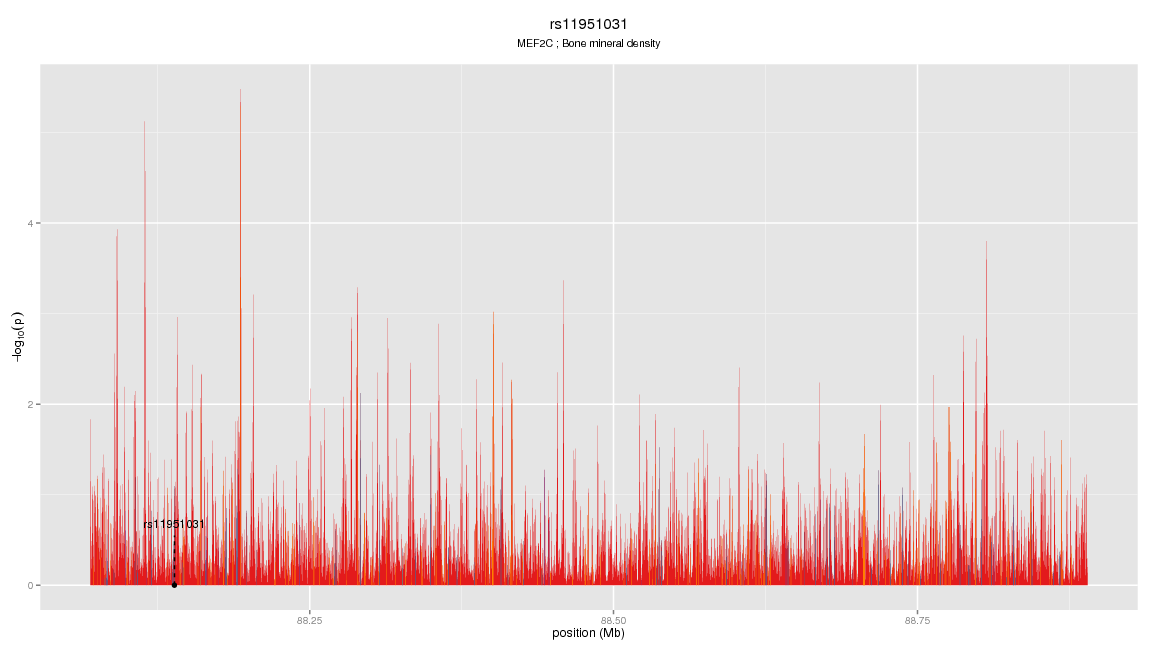 rs11951031
MEF2C ; Bone mineral density
−log10(p)
4
2
0
rs11951031
88.25
88.50
88.75
position (Mb)